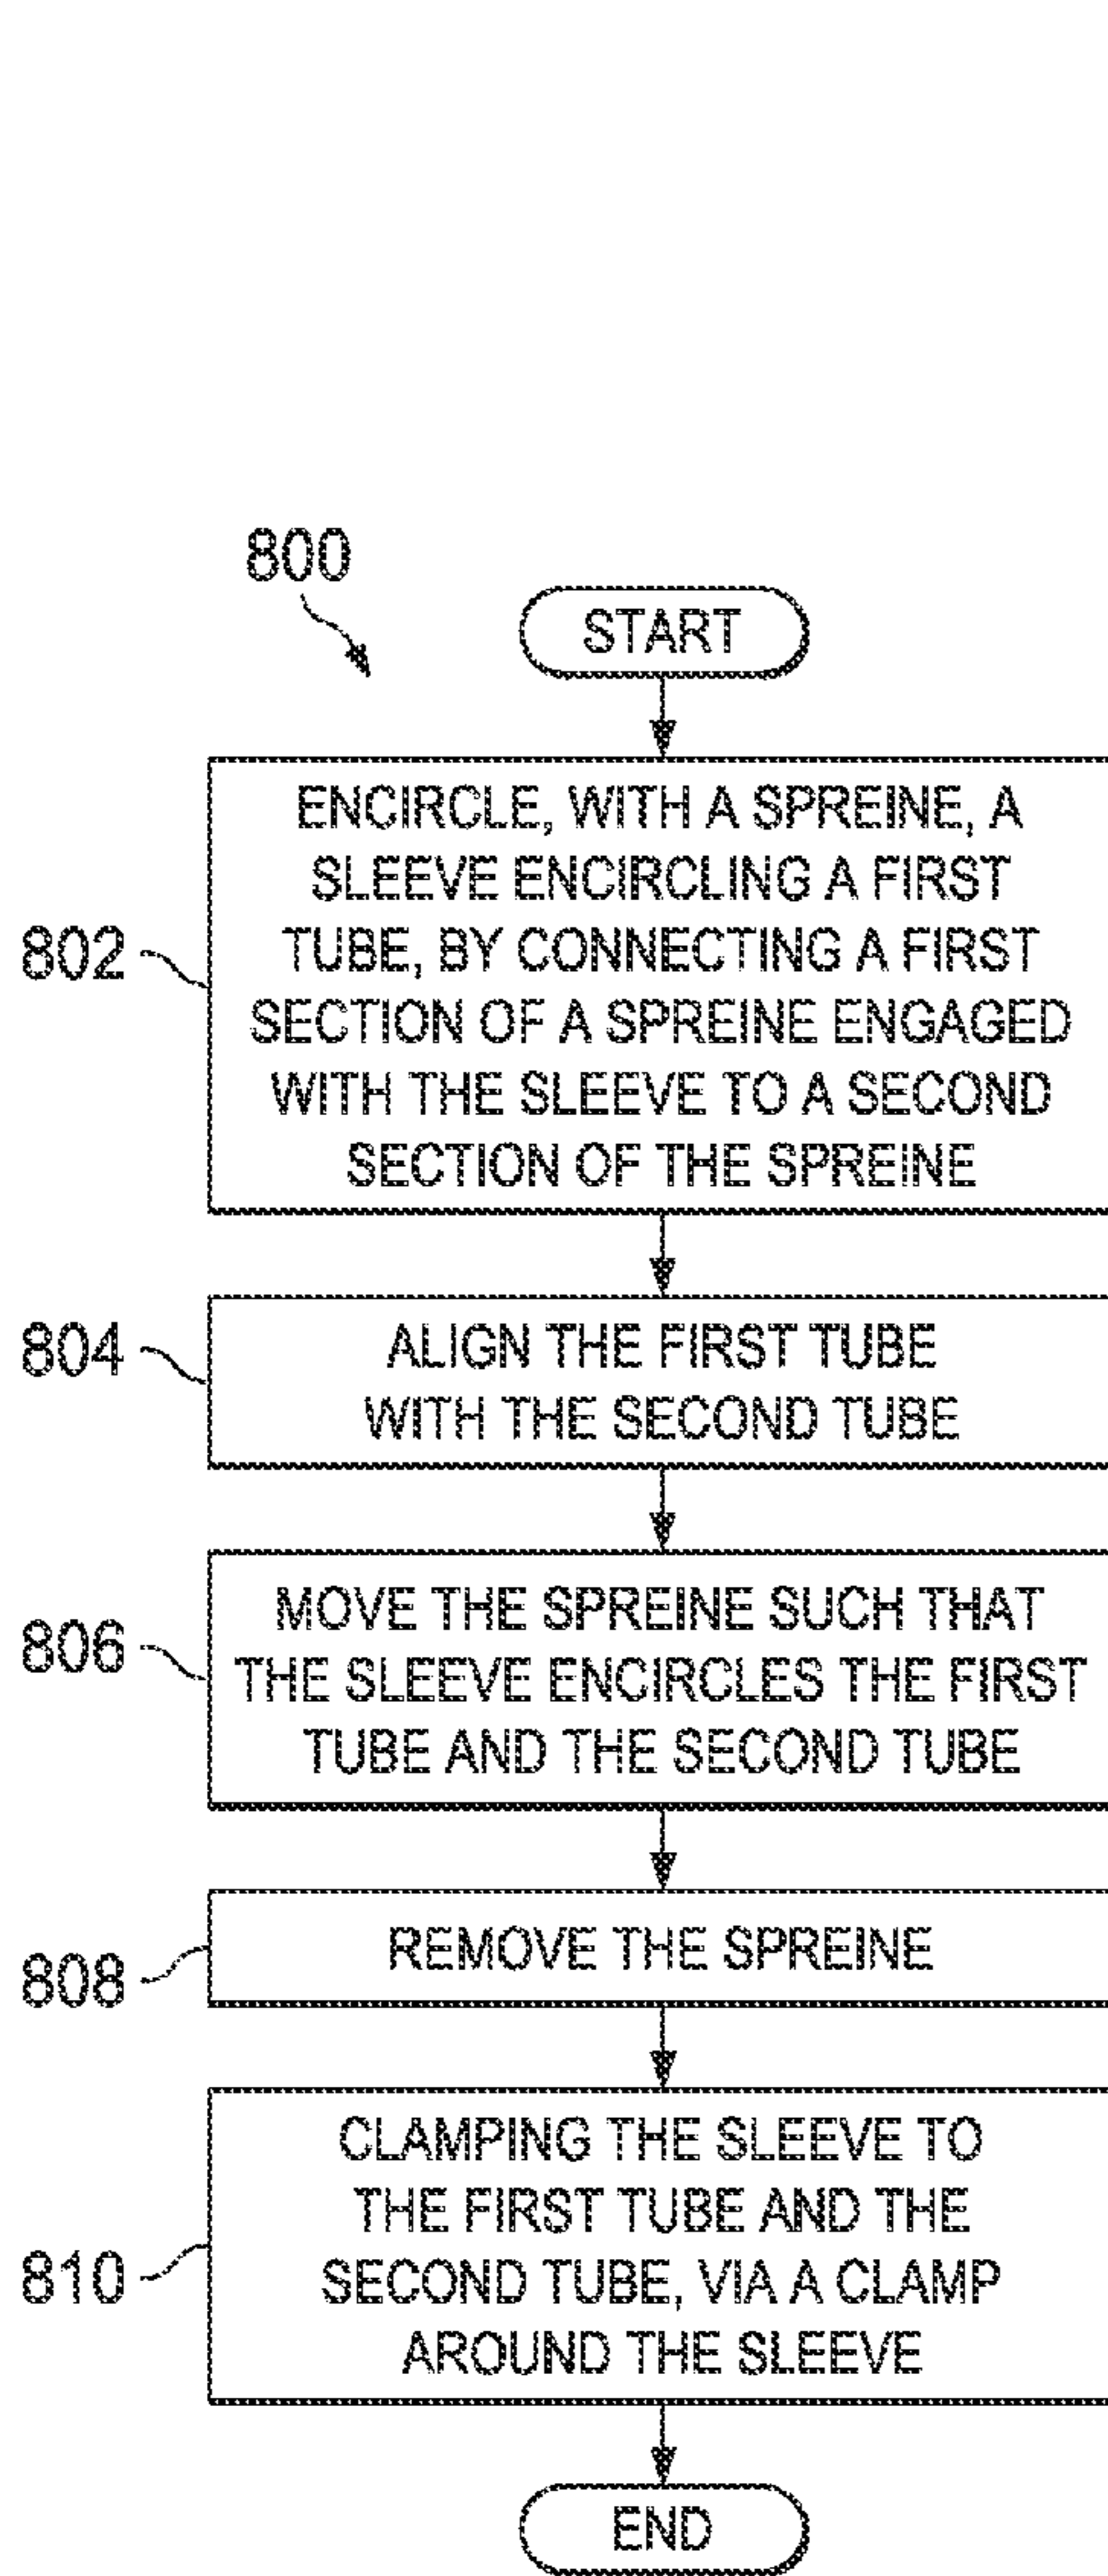 800
START
802
ENCIRCLE, WITH A SPREINE, A
SLEEVE ENCIRCLING A FIRST
TUBE, BY CONNECTING A FIRST
SECTION OF A SPREINE ENGAGED
WITH THE SLEEVE TO A SECOND
SECTION OF THE SPREINE
804
ALIGN THE FIRST TUBE
WITH THE SECOND TUBE
806
MOVE THE SPREINE SUCH THAT
THE SLEEVE ENCIRCLES THE FIRST
TUBE AND THE SECOND TUBE
808
REMOVE THE SPREINE
810
CLAMPING THE SLEEVE TO
THE FIRST TUBE AND THE
SECOND TUBE, VIA A CLAMP
AROUND THE SLEEVE
END